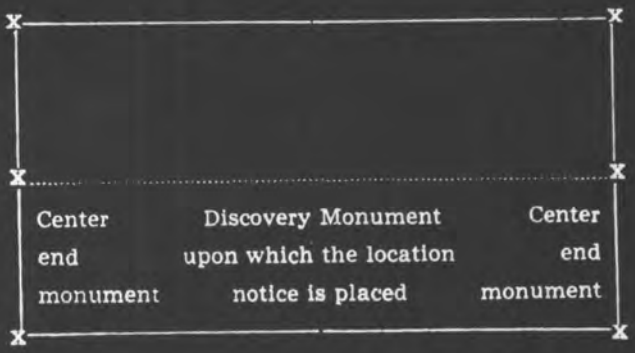 X X
X X
Center Discovery Monument Center
end upon which the location end
monument notice is placed monument
X X